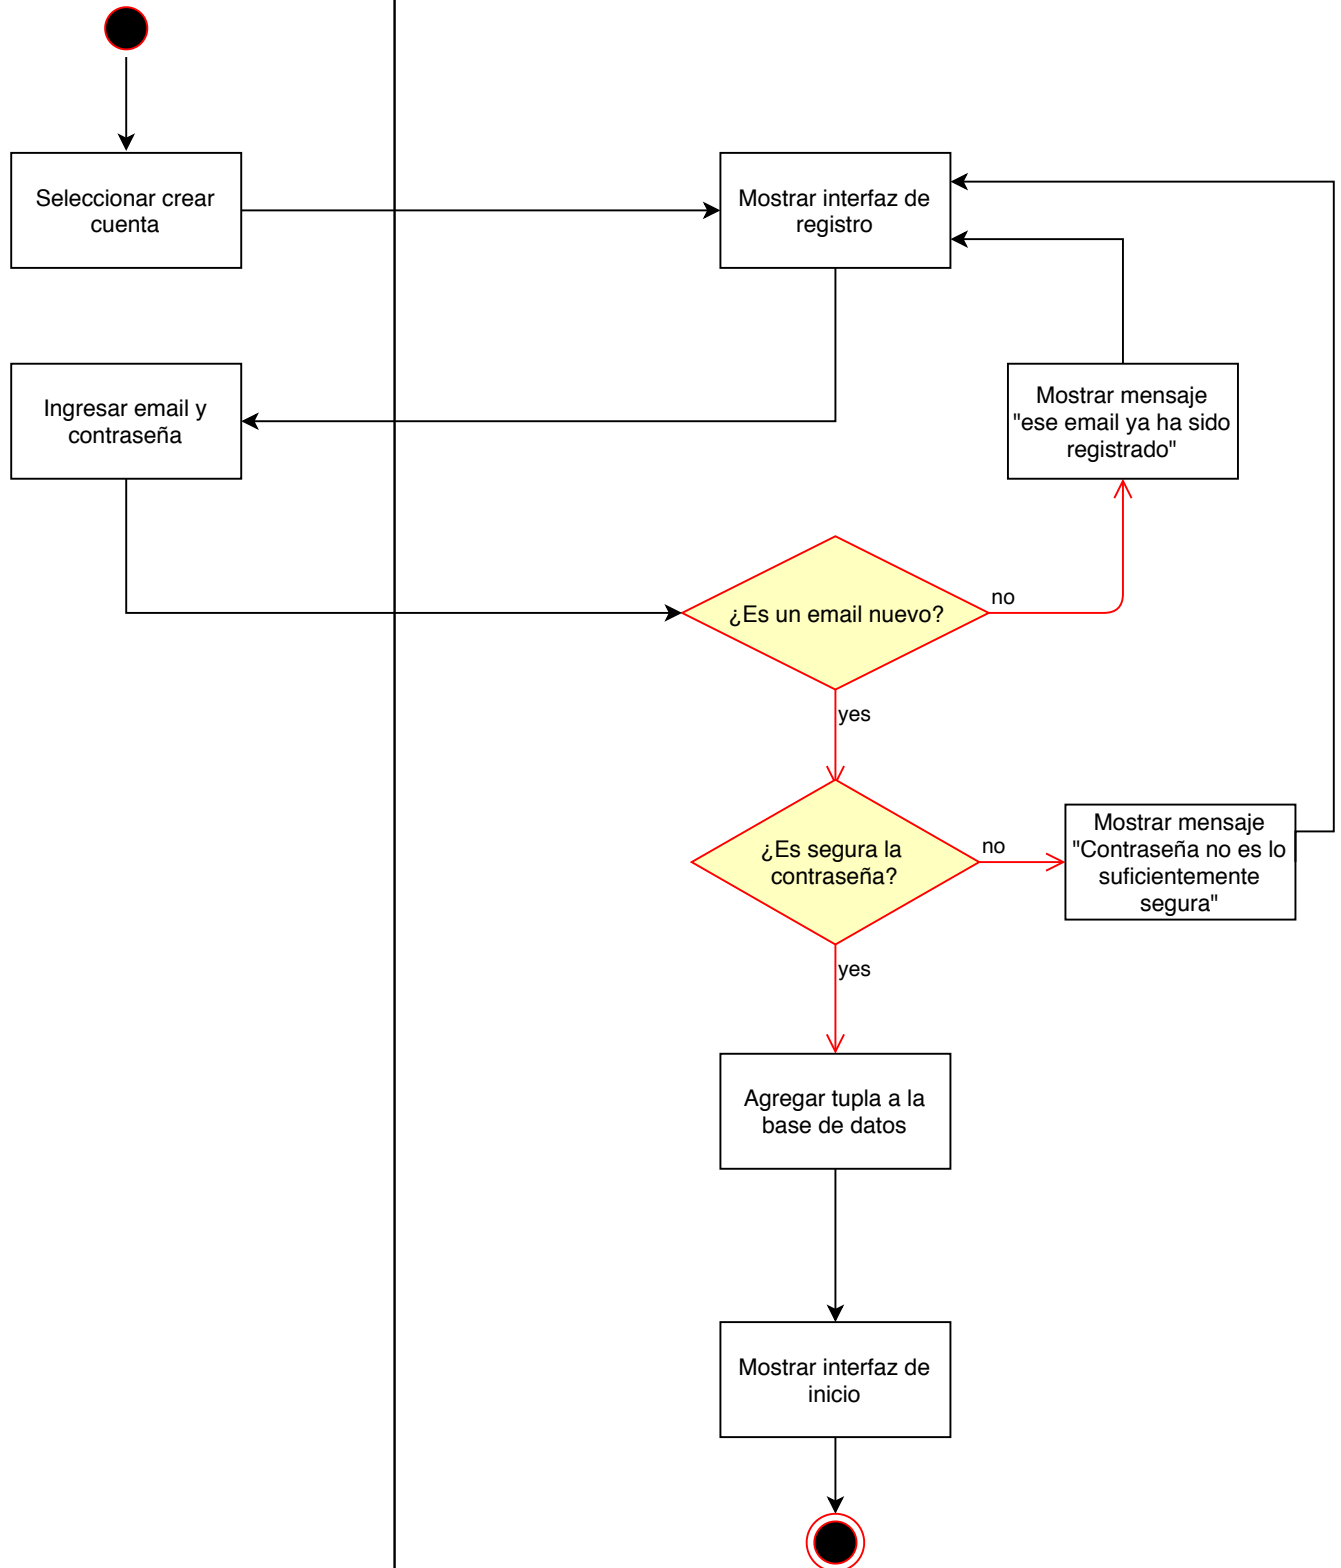 Seleccionar crear
cuenta
Mostrar interfaz de
registro
Ingresar email y
contraseña
Mostrar mensaje
"ese email ya ha sido
registrado"
¿Es un email nuevo?
no
yes
¿Es segura la
contraseña?
no
Mostrar mensaje
"Contraseña no es lo
suficientemente
segura"
yes
Agregar tupla a la
base de datos
Mostrar interfaz de
inicio